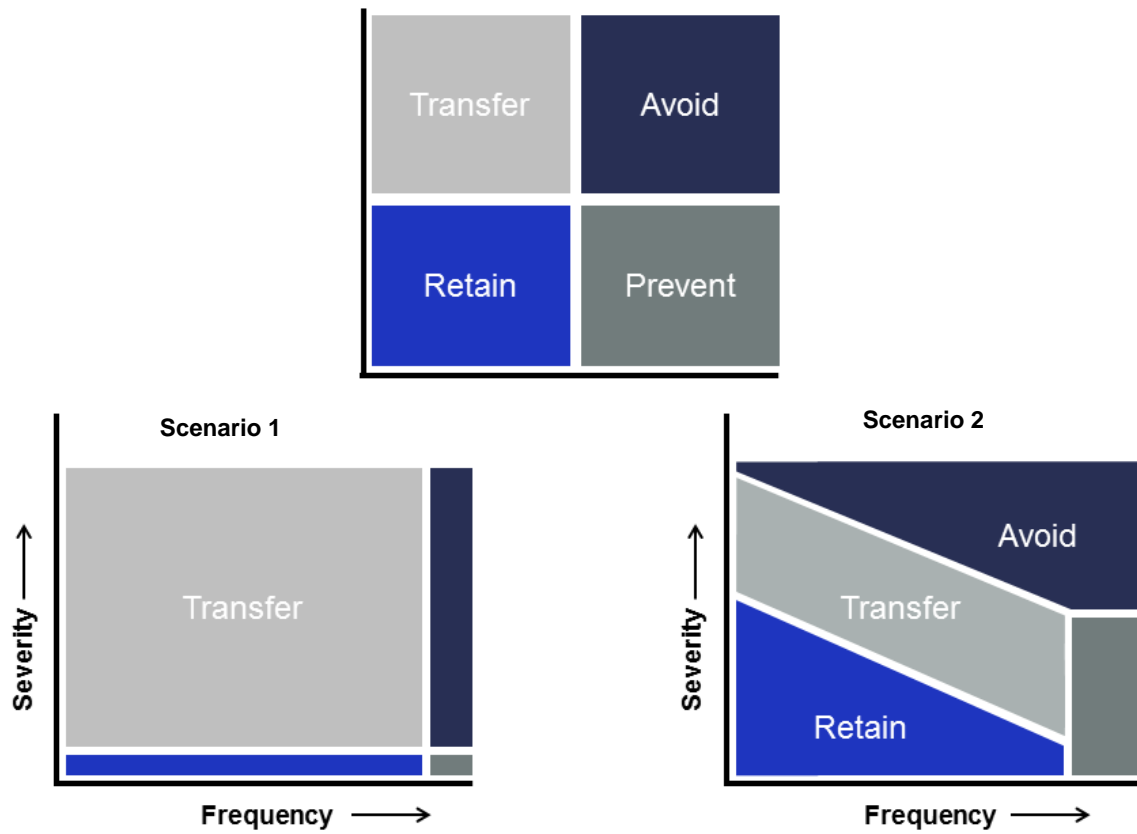 Transfer
Avoid
Retain
Prevent
Scenario 1
Transfer
Severity
Frequency
Scenario 2
Avoid
Transfer
Retain
Severity
Frequency